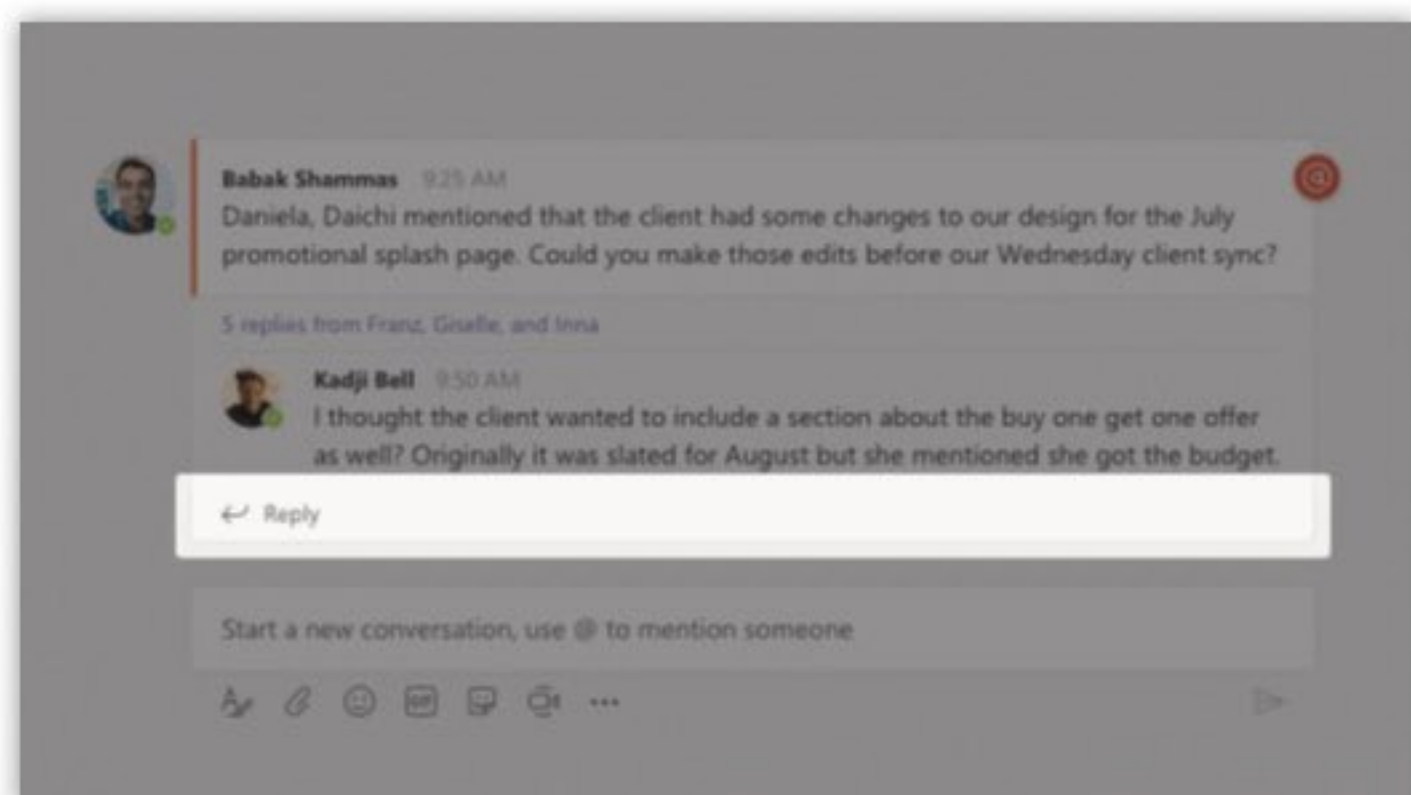 Babak Shammas 9:25 AM
Daniela, Daichi mentioned that the client had some changes to our design for the July
promotional splash page. Could you make those edits before our Wednesday client sync?
5 replies from Franz, Giselle, and Inna
Kadji Bell 9:50 AM
I thought the client wanted to include a section about the buy one get one offer
as well? Originally it was slated for August but she mentioned she got the budget.
Reply
Start a new conversation, use @ to mention someone
GIF